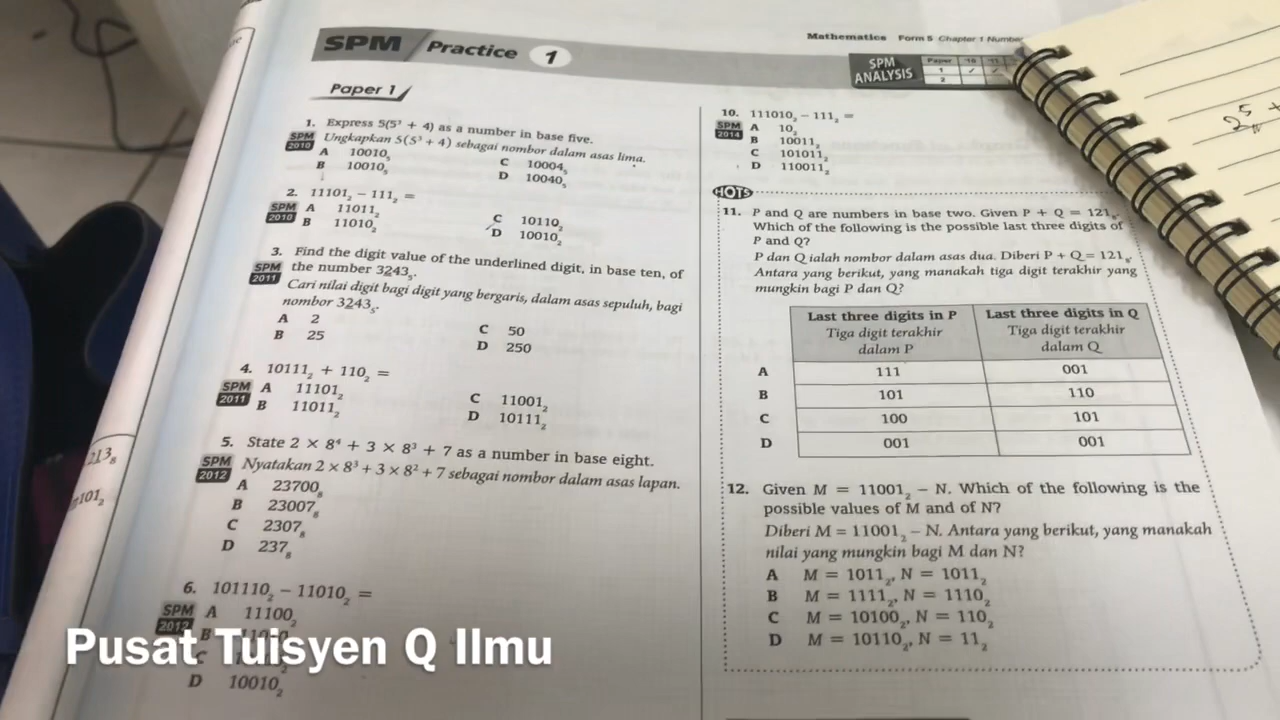 SPM Practice 1
Paper 1
1. Express 5(5³ + 4) as a number in base five.
SPM 2010 Ungkapkan 5(5³ + 4) sebagai nombor dalam asas lima.
A 10010₅ C 10004₅
B 10010₅ D 10040₅
2. 11101₂ − 111₂ =
SPM 2010 A 11011₂ C 10110₂
B 11010₂ D 10010₂
3. Find the digit value of the underlined digit, in base ten, of
SPM 2011 the number 3243₅.
Cari nilai digit bagi digit yang bergaris, dalam asas sepuluh, bagi
nombor 3243₅.
A 2 C 50
B 25 D 250
4. 10111₂ + 110₂ =
SPM 2011 A 11101₂ C 11001₂
B 11011₂ D 10111₂
5. State 2 × 8⁴ + 3 × 8³ + 7 as a number in base eight.
SPM 2012 Nyatakan 2 × 8³ + 3 × 8² + 7 sebagai nombor dalam asas lapan.
A 23700₈
B 23007₈
C 2307₈
D 237₈
6. 101110₂ − 11010₂ =
SPM 2012 A 11100₂
B
C
D 10010₂
Mathematics Form 5 Chapter 1
SPM ANALYSIS
Paper '10
1 ✓ ✓
2
10. 111010₂ − 111₂ =
SPM 2014 A 10₂
B 10011₂
C 101011₂
D 110011₂
HOTS
11. P and Q are numbers in base two. Given P + Q = 121₈.
Which of the following is the possible last three digits of
P and Q?
P dan Q ialah nombor dalam asas dua. Diberi P + Q = 121₈.
Antara yang berikut, yang manakah tiga digit terakhir yang
mungkin bagi P dan Q?
Last three digits in P Last three digits in Q
Tiga digit terakhir Tiga digit terakhir
dalam P dalam Q
A 111 001
B 101 110
C 100 101
D 001 001
12. Given M = 11001₂ − N. Which of the following is the
possible values of M and of N?
Diberi M = 11001₂ − N. Antara yang berikut, yang manakah
nilai yang mungkin bagi M dan N?
A M = 1011₂, N = 1011₂
B M = 1111₂, N = 1110₂
C M = 10100₂, N = 110₂
D M = 10110₂, N = 11₂
213₈
101₂
Pusat Tuisyen Q Ilmu